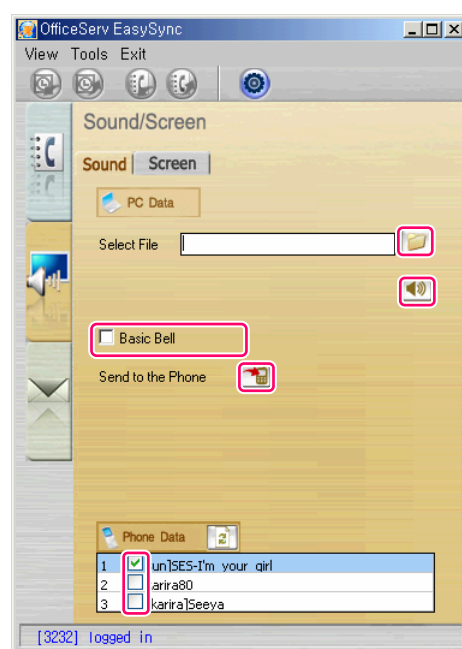 OfficeServ EasySync
View Tools Exit
Sound/Screen
Sound Screen
PC Data
Select File
Basic Bell
Send to the Phone
Phone Data
1 un]SES-I'm your girl
2 arira80
3 karira]Seeya
[3232] logged in